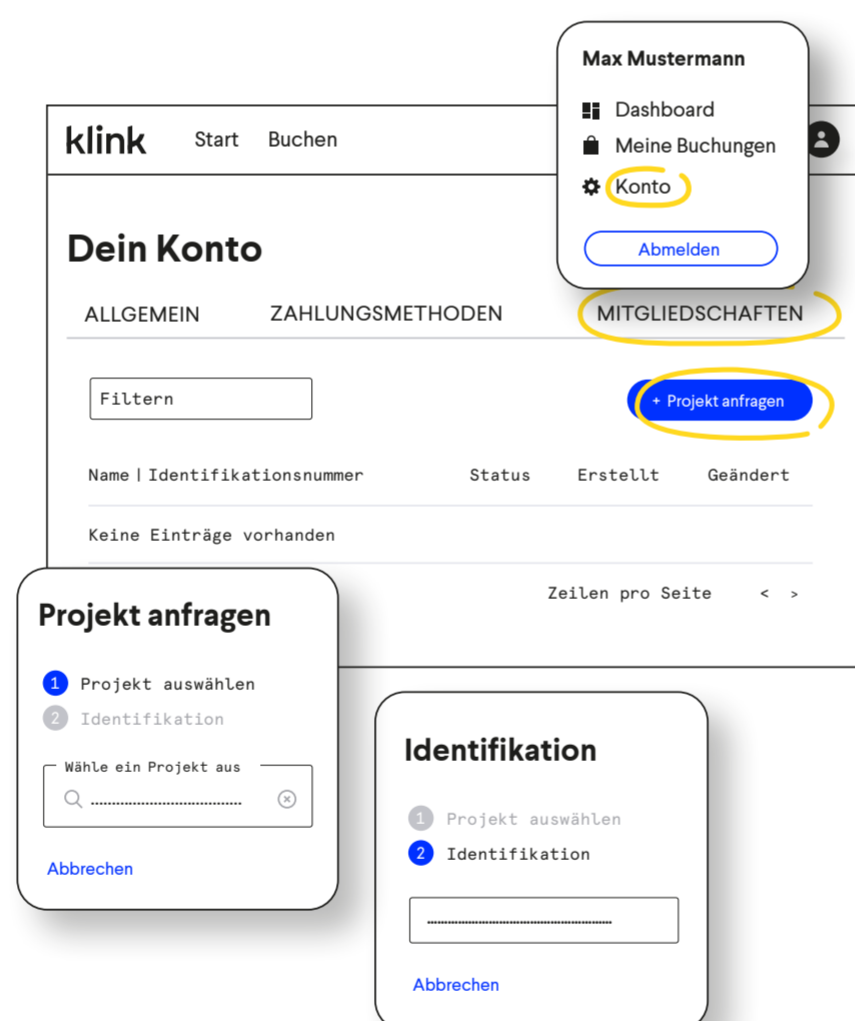 Max Mustermann
Dashboard
Meine Buchungen
Konto
Abmelden
klink Start Buchen
Dein Konto
ALLGEMEIN ZAHLUNGSMETHODEN MITGLIEDSCHAFTEN
Filtern
+ Projekt anfragen
Name | Identifikationsnummer Status Erstellt Geändert
Keine Einträge vorhanden
Zeilen pro Seite < >
Projekt anfragen
1 Projekt auswählen
2 Identifikation
Wähle ein Projekt aus
Abbrechen
Identifikation
1 Projekt auswählen
2 Identifikation
Abbrechen